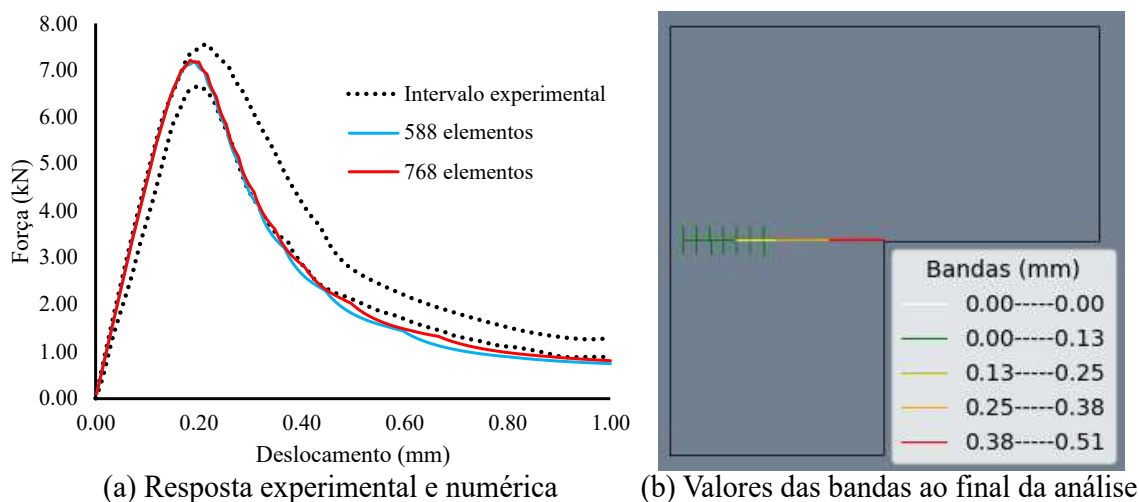 8.00
7.00
6.00
5.00
4.00
3.00
2.00
1.00
0.00
Força (kN)
Intervalo experimental
588 elementos
768 elementos
0.00 0.20 0.40 0.60 0.80 1.00
Deslocamento (mm)
(a) Resposta experimental e numérica
Bandas (mm)
0.00-----0.00
0.00-----0.13
0.13-----0.25
0.25-----0.38
0.38-----0.51
(b) Valores das bandas ao final da análise